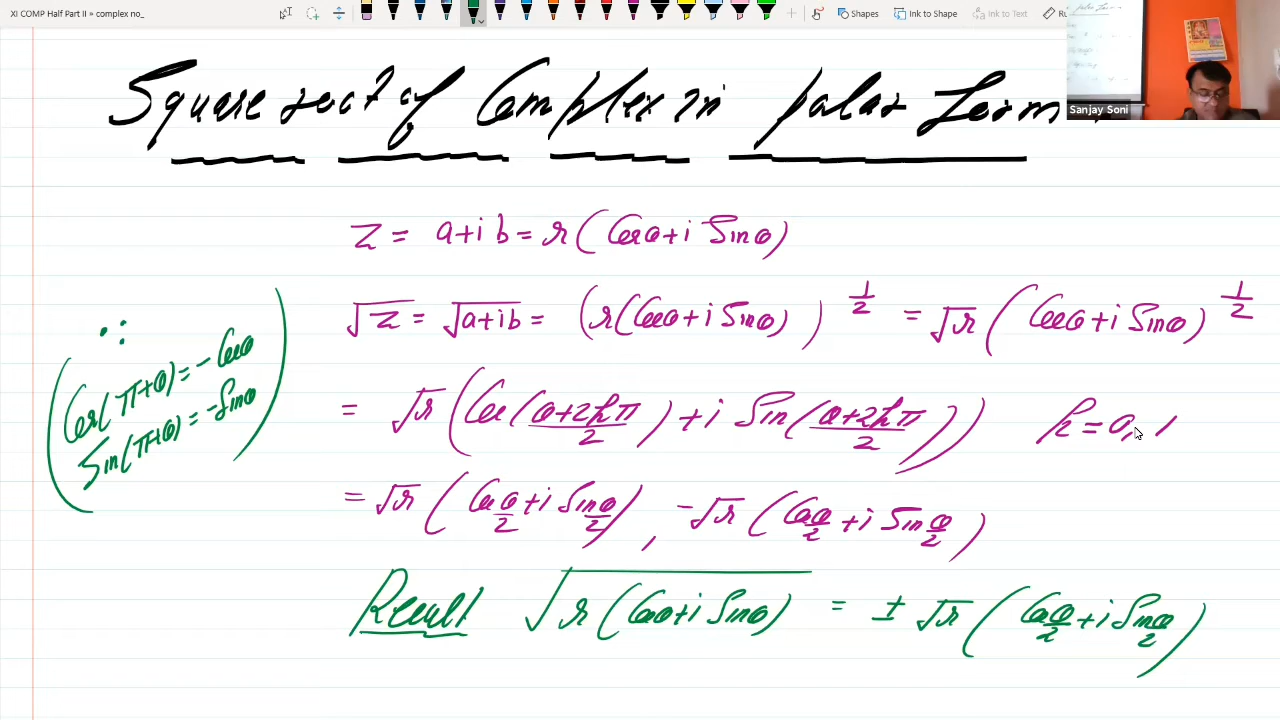 XI COMP Half Part II » complex no_
Shapes Ink to Shape Ink to Text
Sanjay Soni
Square root of Complex in polar form
Z = a+ib = r(Cosθ+i Sinθ)
√Z = √a+ib = (r(Cosθ+i Sinθ))^1/2 = √r (Cosθ+i Sinθ)^1/2
= √r (Cos(θ+2kπ/2)+i Sin(θ+2kπ/2)) k=0, 1
= √r (Cosθ/2+i Sinθ/2), -√r (Cosθ/2+i Sinθ/2)
∵
(Cos(π+θ)=-Cosθ
Sin(π+θ)=-Sinθ)
Result √r(Cosθ+i Sinθ) = ± √r (Cosθ/2+i Sinθ/2)